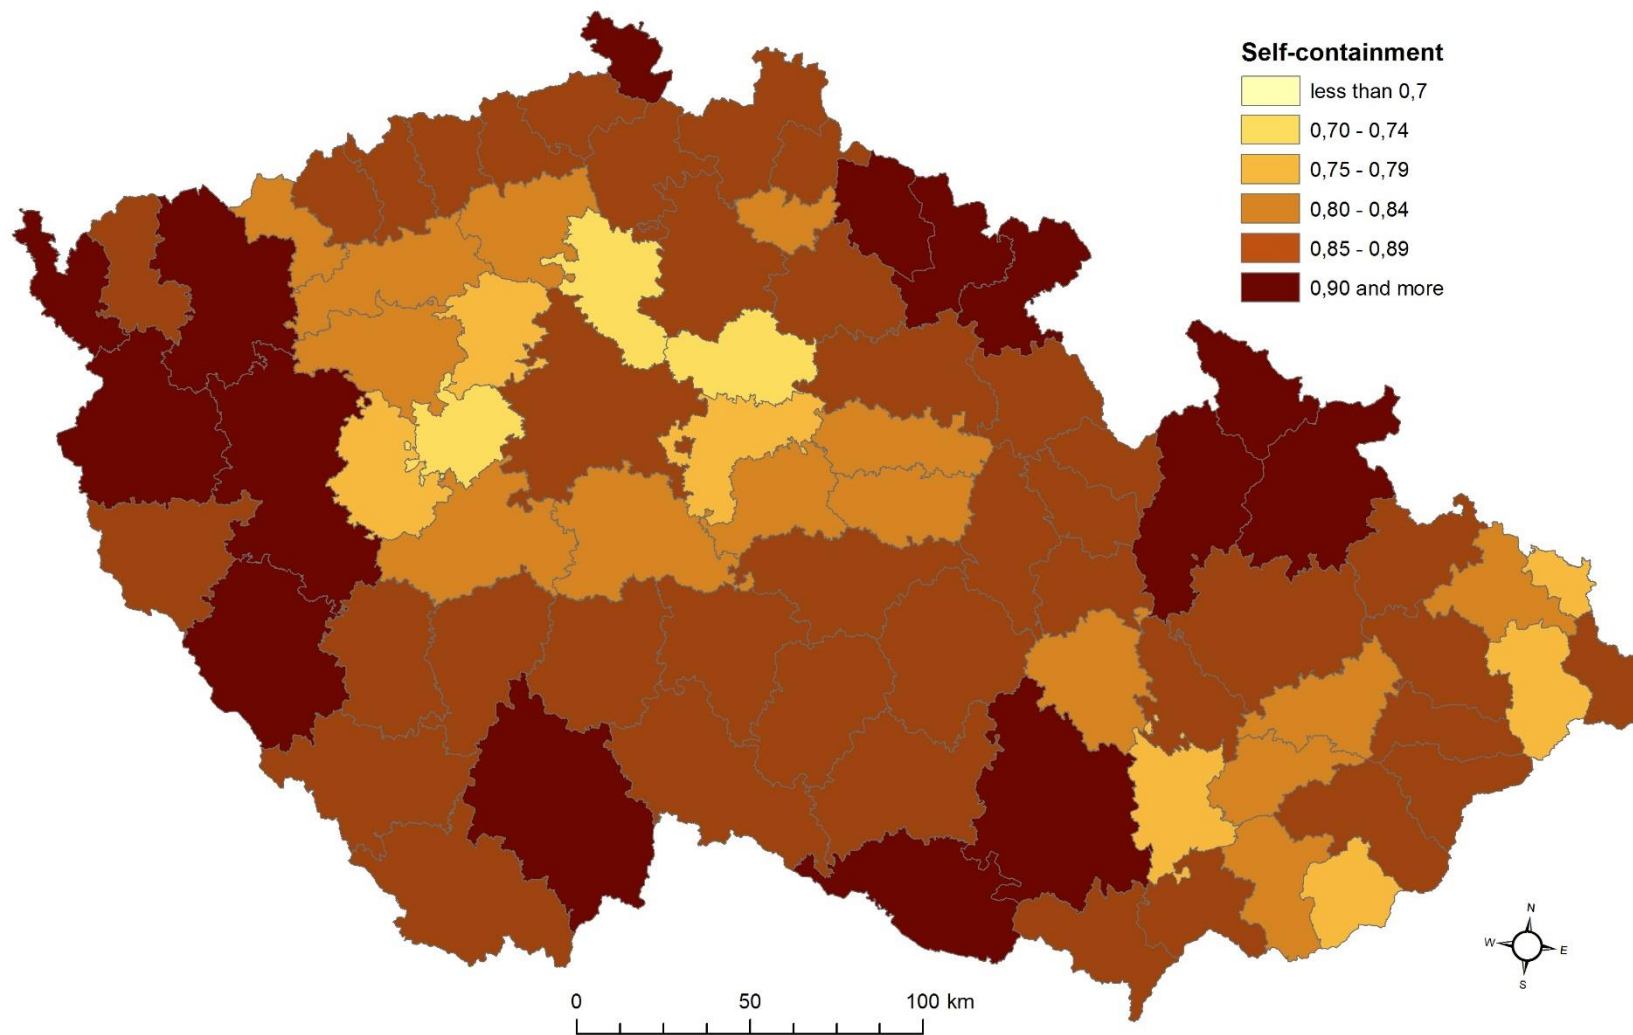 Self-containment
less than 0,7
0,70 - 0,74
0,75 - 0,79
0,80 - 0,84
0,85 - 0,89
0,90 and more
N
W
E
S
0 50 100 km